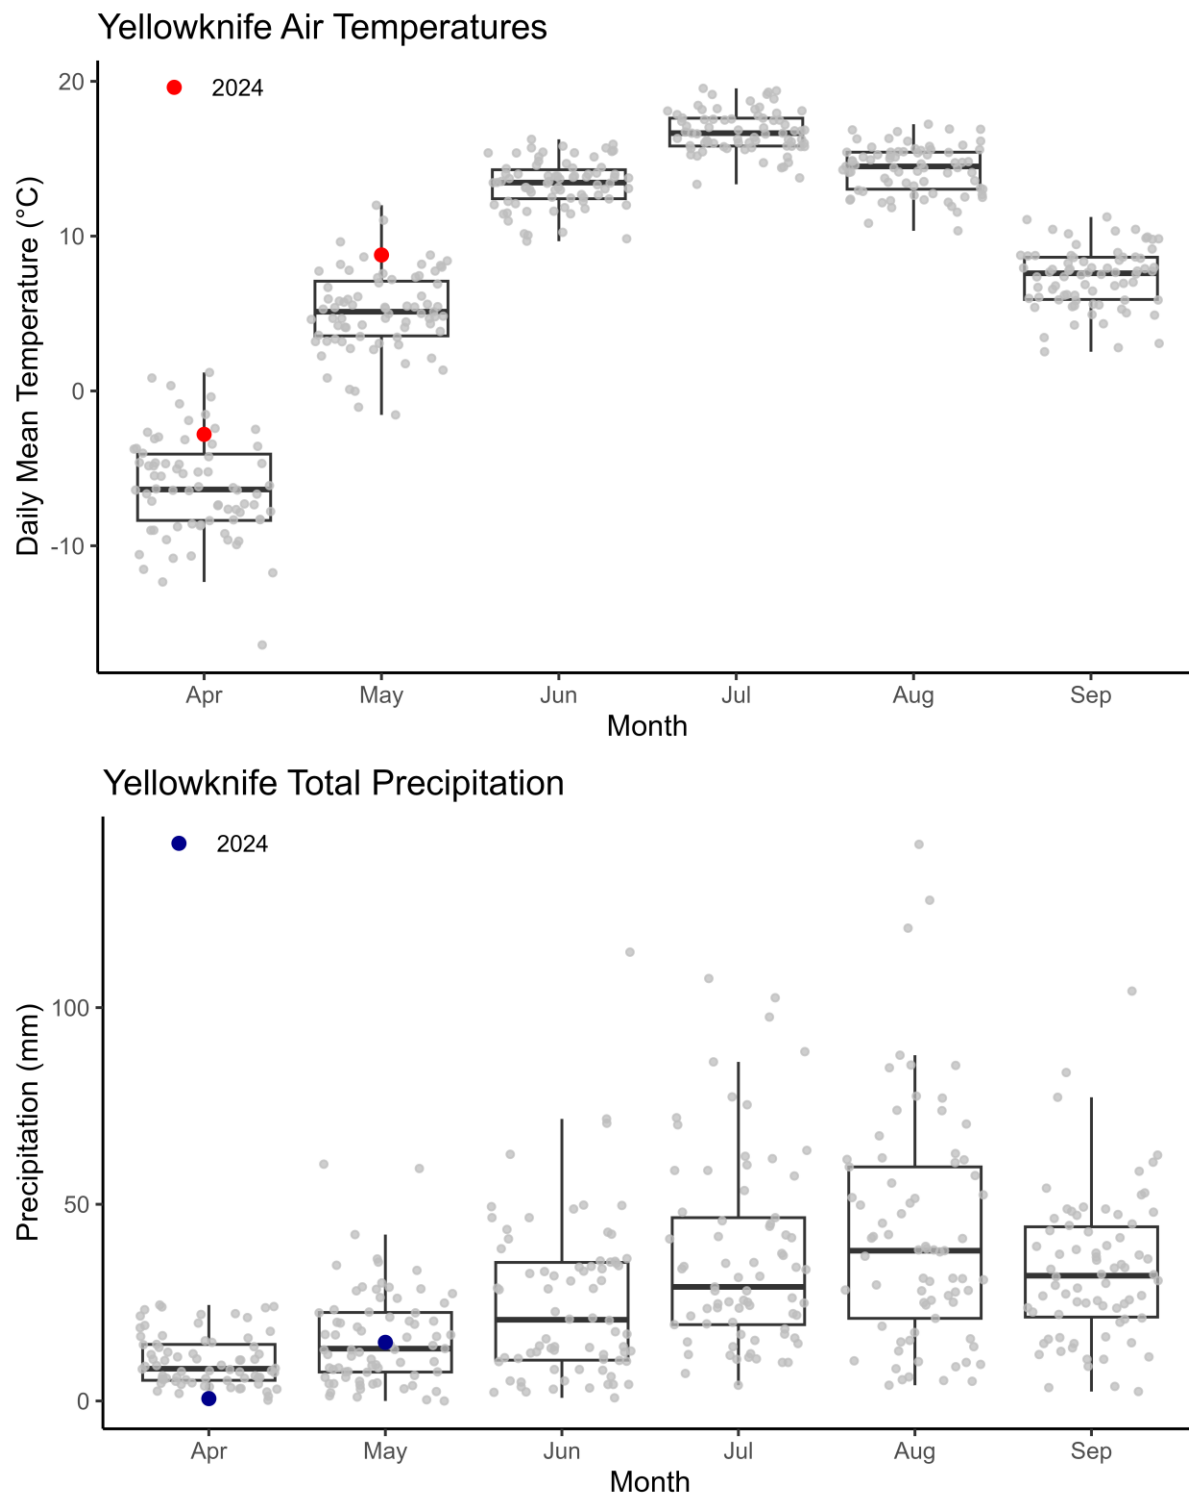 Yellowknife Air Temperatures
2024
20
10
0
-10
Daily Mean Temperature (°C)
Apr May Jun Jul Aug Sep
Month
Yellowknife Total Precipitation
2024
100
50
0
Precipitation (mm)
Apr May Jun Jul Aug Sep
Month